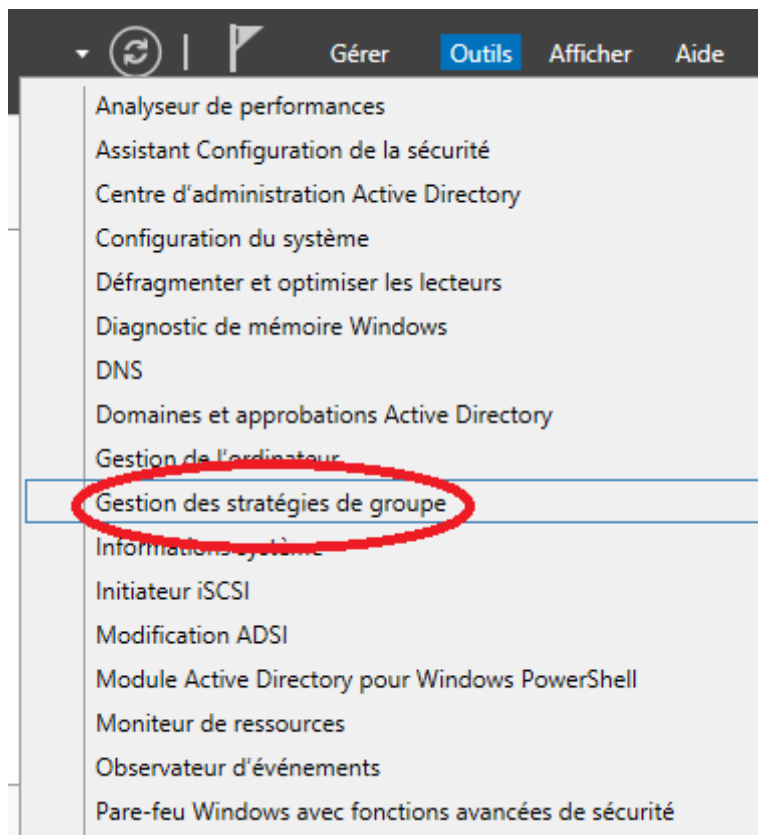 Gérer Outils Afficher Aide
Analyseur de performances
Assistant Configuration de la sécurité
Centre d'administration Active Directory
Configuration du système
Défragmenter et optimiser les lecteurs
Diagnostic de mémoire Windows
DNS
Domaines et approbations Active Directory
Gestion de l'ordinateur
Gestion des stratégies de groupe
Informations système
Initiateur iSCSI
Modification ADSI
Module Active Directory pour Windows PowerShell
Moniteur de ressources
Observateur d'événements
Pare-feu Windows avec fonctions avancées de sécurité